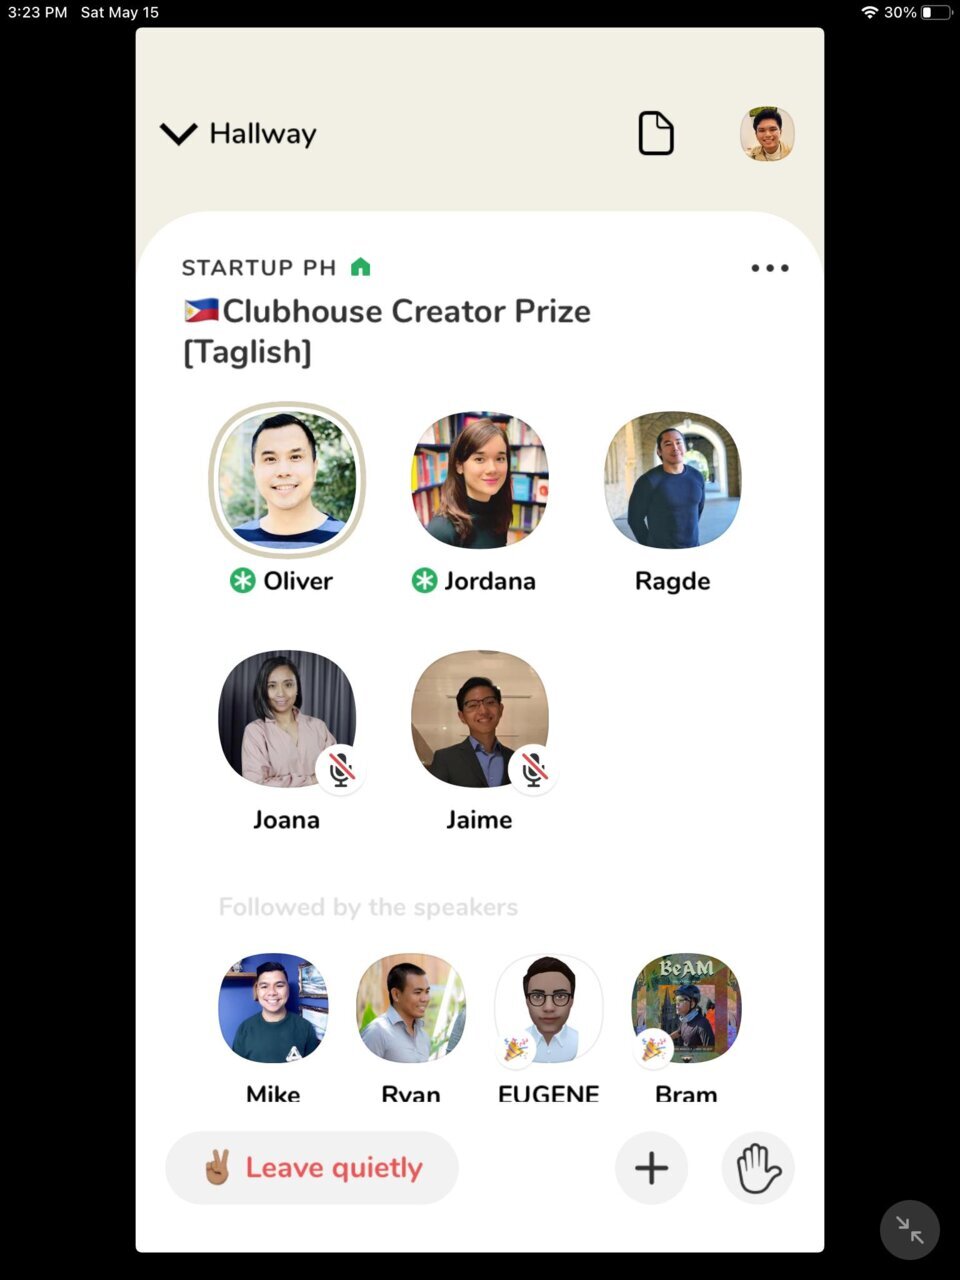 3:23 PM Sat May 15
30%
Hallway
STARTUP PH
🇵🇭Clubhouse Creator Prize
[Taglish]
Oliver
Jordana
Ragde
Joana
Jaime
Followed by the speakers
BeAM
Mike
Ryan
EUGENE
Bram
✌🏽 Leave quietly